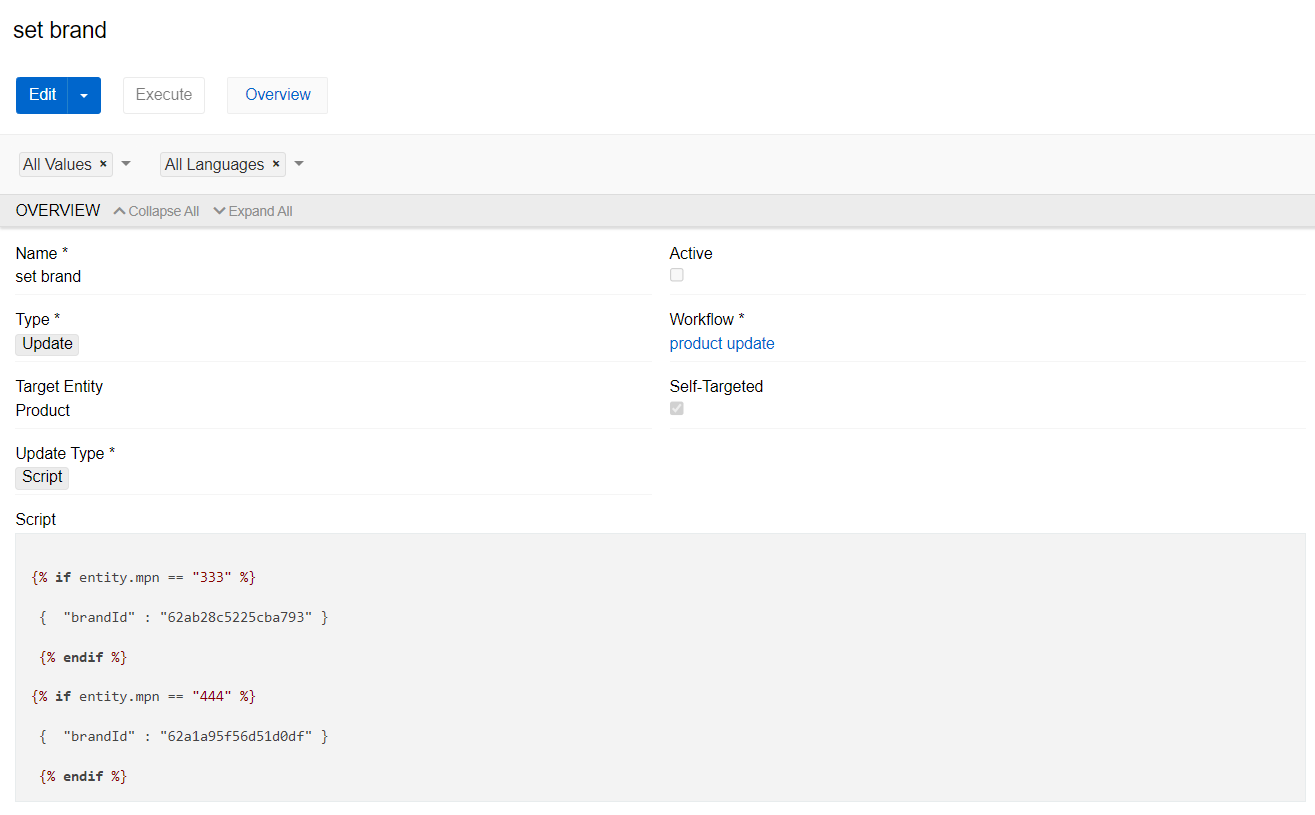 set brand
Edit Execute Overview
All Values × All Languages ×
OVERVIEW Collapse All Expand All
Name * Active
set brand
Type * Workflow *
Update product update
Target Entity Self-Targeted
Product
Update Type *
Script
Script
{% if entity.mpn == "333" %}
{ "brandId" : "62ab28c5225cba793" }
{% endif %}
{% if entity.mpn == "444" %}
{ "brandId" : "62a1a95f56d51d0df" }
{% endif %}